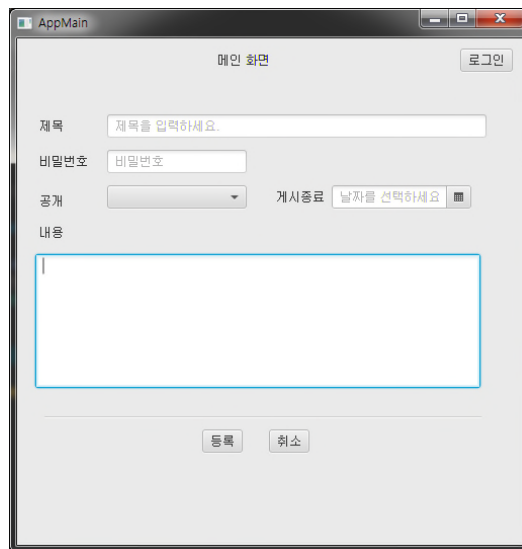 AppMain
메인 화면 로그인
제목 제목을 입력하세요.
비밀번호 비밀번호
공개 게시종료 날짜를 선택하세요
내용
등록 취소